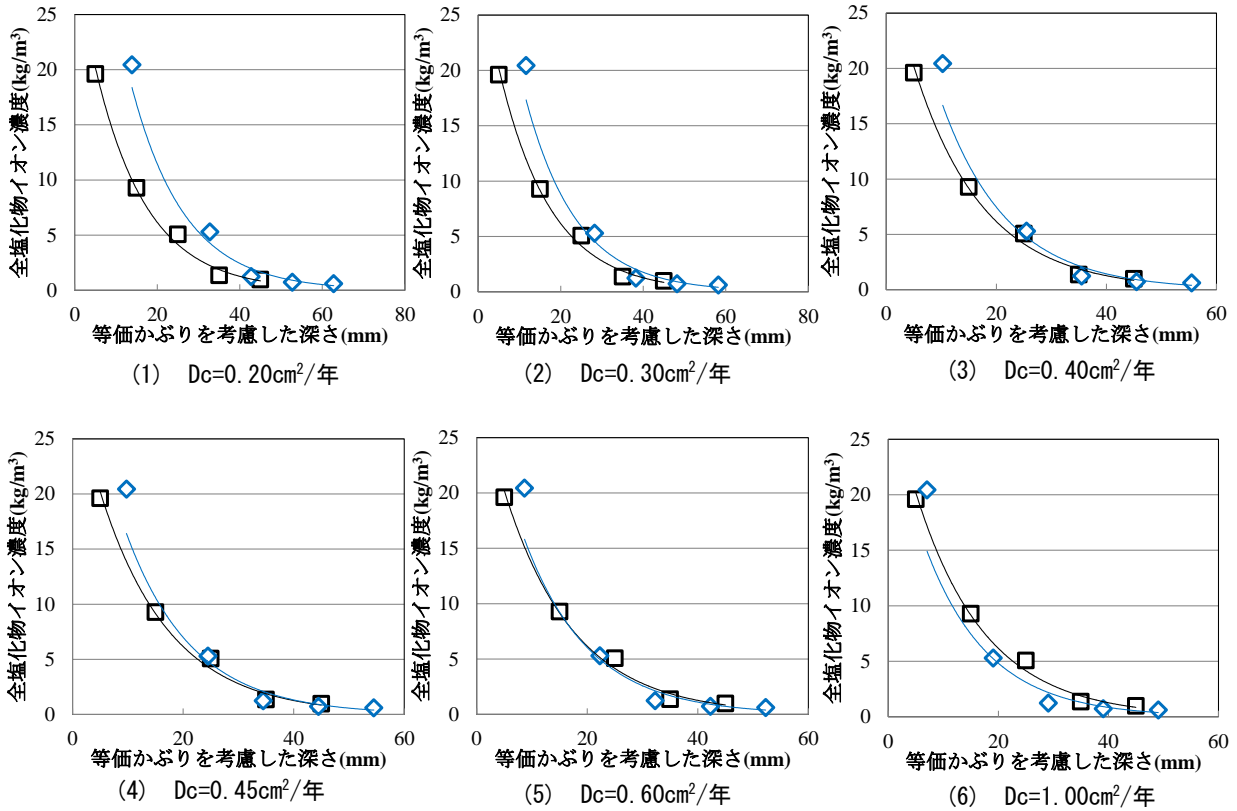 全塩化物イオン濃度(kg/m³)
25
20
15
10
5
0
0 20 40 60 80
等価かぶりを考慮した深さ(mm)
(1) Dc=0.20cm²/年
全塩化物イオン濃度(kg/m³)
25
20
15
10
5
0
0 20 40 60 80
等価かぶりを考慮した深さ(mm)
(2) Dc=0.30cm²/年
全塩化物イオン濃度(kg/m³)
25
20
15
10
5
0
0 20 40 60
等価かぶりを考慮した深さ(mm)
(3) Dc=0.40cm²/年
全塩化物イオン濃度(kg/m³)
25
20
15
10
5
0
0 20 40 60
等価かぶりを考慮した深さ(mm)
(4) Dc=0.45cm²/年
全塩化物イオン濃度(kg/m³)
25
20
15
10
5
0
0 20 40 60
等価かぶりを考慮した深さ(mm)
(5) Dc=0.60cm²/年
全塩化物イオン濃度(kg/m³)
25
20
15
10
5
0
0 20 40 60
等価かぶりを考慮した深さ(mm)
(6) Dc=1.00cm²/年